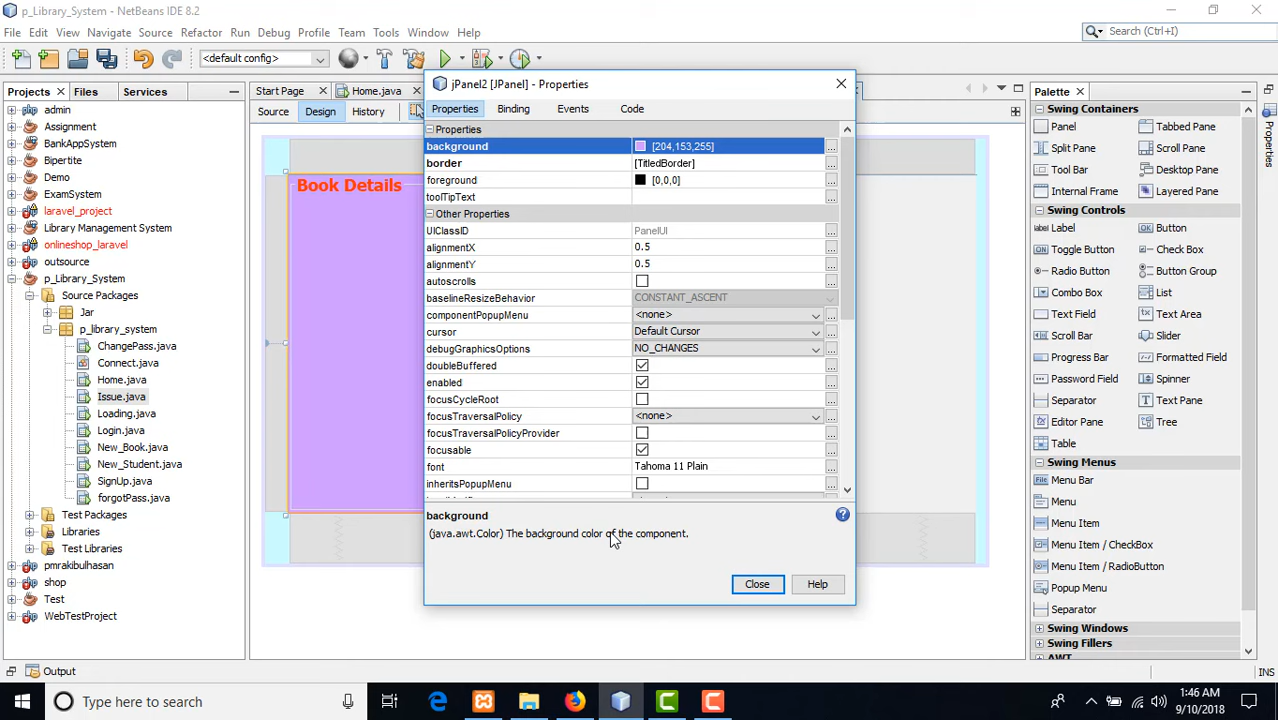 p_Library_System - NetBeans IDE 8.2
File Edit View Navigate Source Refactor Run Debug Profile Team Tools Window Help
Search (Ctrl+I)
<default config>
Projects Files Services
admin
Assignment
BankAppSystem
Bipertite
Demo
ExamSystem
laravel_project
Library Management System
onlineshop_laravel
outsource
p_Library_System
Source Packages
Jar
p_library_system
ChangePass.java
Connect.java
Home.java
Issue.java
Loading.java
Login.java
New_Book.java
New_Student.java
SignUp.java
forgotPass.java
Test Packages
Libraries
Test Libraries
pmrakibulhasan
shop
Test
WebTestProject
Output
Start Page Home.java
Source Design History
Book Details
jPanel2 [JPanel] - Properties
Properties Binding Events Code
Properties
background [204,153,255] ...
border [TitledBorder] ...
foreground [0,0,0] ...
toolTipText ...
Other Properties
UIClassID PanelUI ...
alignmentX 0.5 ...
alignmentY 0.5 ...
autoscrolls ...
baselineResizeBehavior CONSTANT_ASCENT ...
componentPopupMenu <none> ...
cursor Default Cursor ...
debugGraphicsOptions NO_CHANGES ...
doubleBuffered ...
enabled ...
focusCycleRoot ...
focusTraversalPolicy <none> ...
focusTraversalPolicyProvider ...
focusable ...
font Tahoma 11 Plain ...
inheritsPopupMenu ...
background
(java.awt.Color) The background color of the component.
Close Help
Palette
Swing Containers
Panel Tabbed Pane
Split Pane Scroll Pane
Tool Bar Desktop Pane
Internal Frame Layered Pane
Swing Controls
label Label OK Button
Toggle Button Check Box
Radio Button Button Group
Combo Box List
Text Field Text Area
Scroll Bar Slider
Progress Bar Formatted Field
Password Field Spinner
Separator Text Pane
Editor Pane Tree
Table
Swing Menus
Menu Bar
Menu
Menu Item
Menu Item / CheckBox
Menu Item / RadioButton
Popup Menu
Separator
Swing Windows
Swing Fillers
AWT
Properties
INS
Type here to search
1:46 AM
9/10/2018